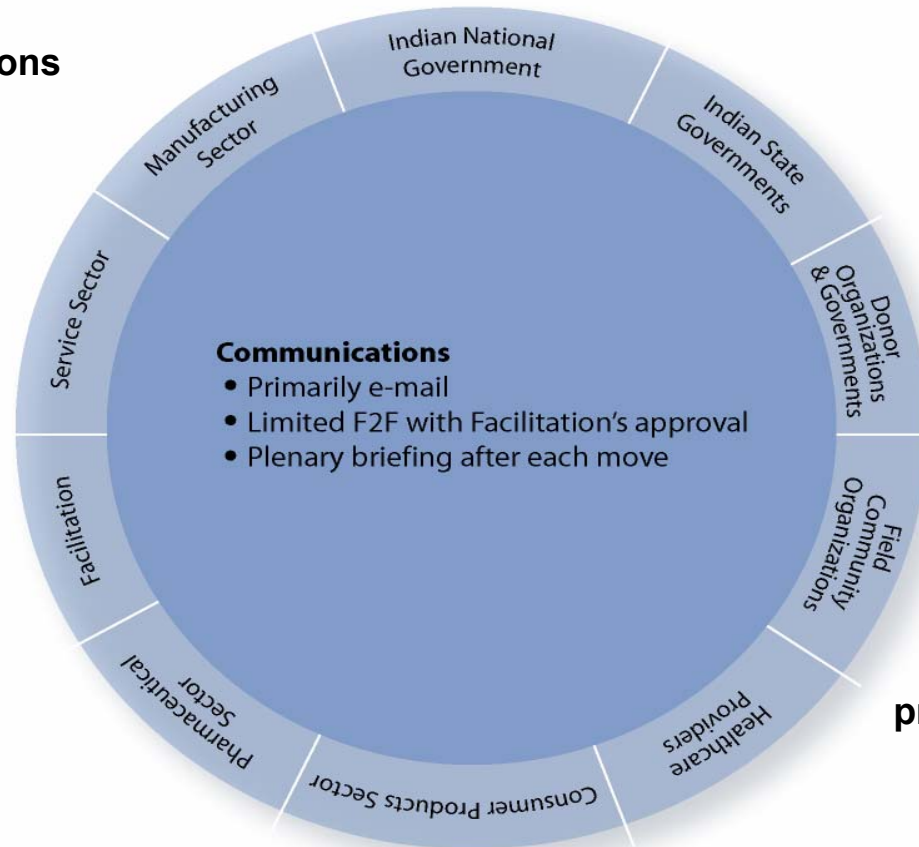 ons
Indian National
Government
Indian State
Governments
Donor
Organizations
& Governments
Field
Community
Organizations
Healthcare
Providers
Consumer Products Sector
Pharmaceutical
Sector
Facilitation
Service Sector
Manufacturing
Sector
Communications
• Primarily e-mail
• Limited F2F with Facilitation's approval
• Plenary briefing after each move
pr